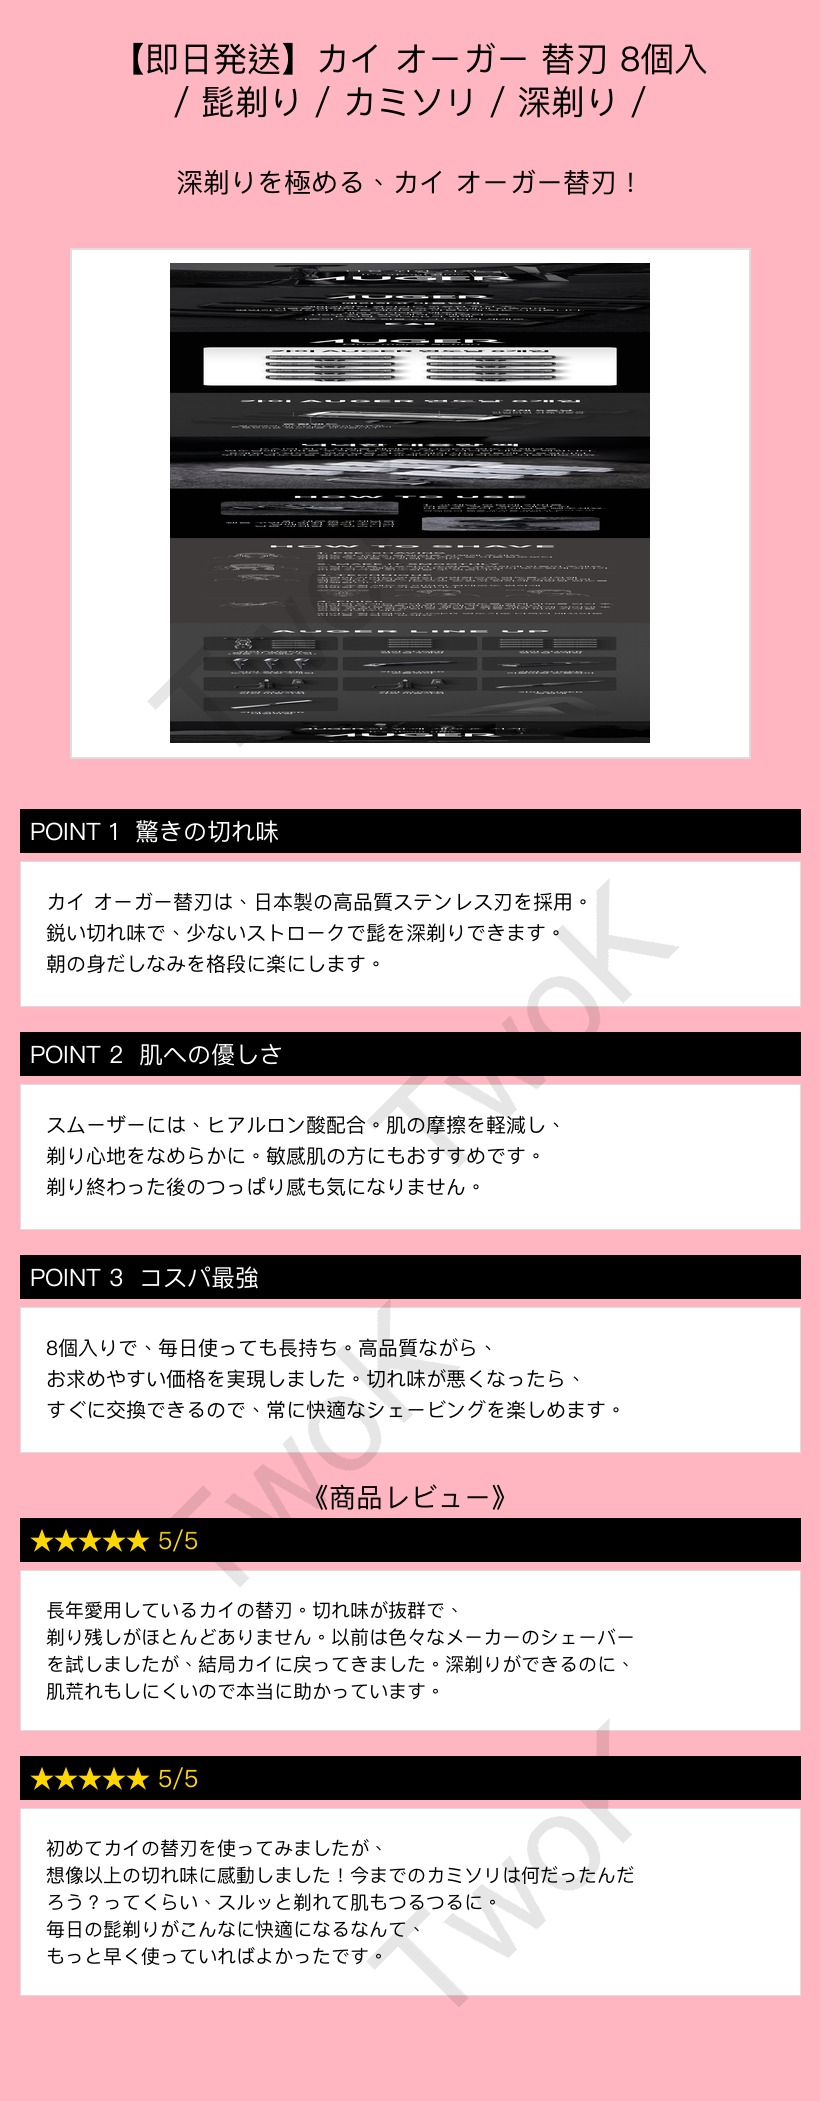 【即日発送】カイ オーガー 替刃 8個入
/ 髭剃り / カミソリ / 深剃り /
深剃りを極める、カイ オーガー替刃！
AUGER
AUGER
KAI
AUGER
HOW TO USE
HOW TO SHAVE
1. PRE-SHAVING
2. MAKE IT SMOOTHLY
3. TECHNIQUE
4. Finish
AUGER LINE UP
AUGER
POINT 1 驚きの切れ味
カイ オーガー替刃は、日本製の高品質ステンレス刃を採用。
鋭い切れ味で、少ないストロークで髭を深剃りできます。
朝の身だしなみを格段に楽にします。
POINT 2 肌への優しさ
スムーザーには、ヒアルロン酸配合。肌の摩擦を軽減し、
剃り心地をなめらかに。敏感肌の方にもおすすめです。
剃り終わった後のつっぱり感も気になりません。
POINT 3 コスパ最強
8個入りで、毎日使っても長持ち。高品質ながら、
お求めやすい価格を実現しました。切れ味が悪くなったら、
すぐに交換できるので、常に快適なシェービングを楽しめます。
《商品レビュー》
★★★★★ 5/5
長年愛用しているカイの替刃。切れ味が抜群で、
剃り残しがほとんどありません。以前は色々なメーカーのシェーバー
を試しましたが、結局カイに戻ってきました。深剃りができるのに、
肌荒れもしにくいので本当に助かっています。
★★★★★ 5/5
初めてカイの替刃を使ってみましたが、
想像以上の切れ味に感動しました！今までのカミソリは何だったんだ
ろう？ってくらい、スルッと剃れて肌もつるつるに。
毎日の髭剃りがこんなに快適になるなんて、
もっと早く使っていればよかったです。
TwoK
TwoK
TwoK
TwoK